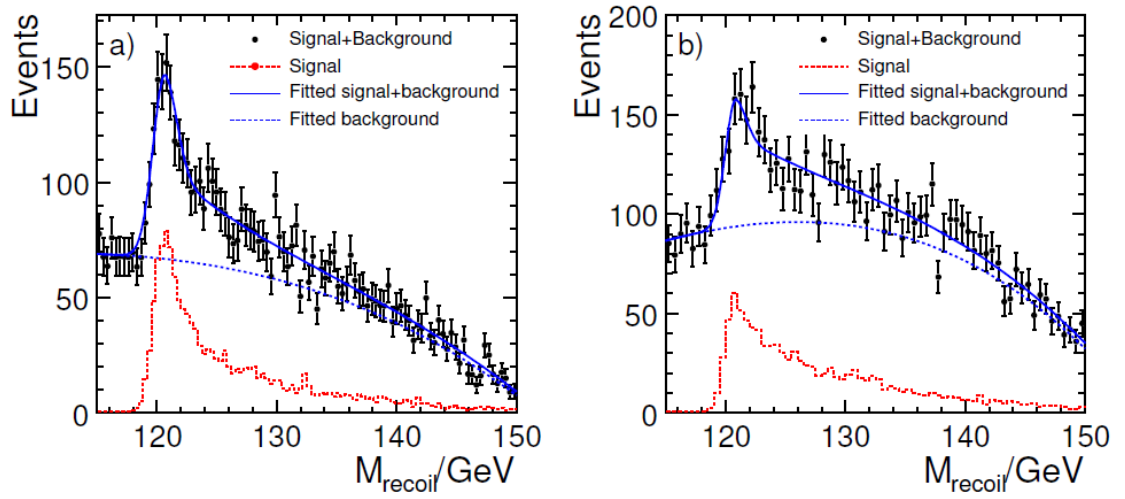 a)
Signal+Background
Signal
Fitted signal+background
Fitted background
Events
150
100
50
0
120
130
140
150
M_recoil/GeV
b)
Signal+Background
Signal
Fitted signal+background
Fitted background
Events
200
150
100
50
0
120
130
140
150
M_recoil/GeV